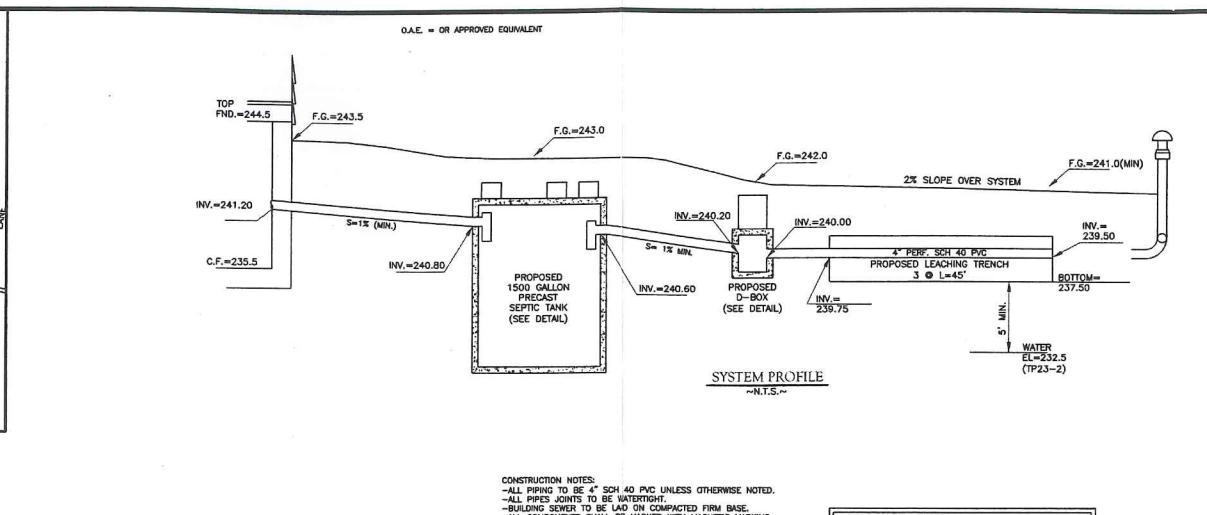 O.A.E. = OR APPROVED EQUIVALENT
TOP
FND.=244.5
F.G.=243.5
F.G.=243.0
F.G.=242.0
F.G.=241.0(MIN)
2% SLOPE OVER SYSTEM
LANE
INV.=241.20
S=1% (MIN.)
INV.=240.80
C.F.=235.5
PROPOSED
1500 GALLON
PRECAST
SEPTIC TANK
(SEE DETAIL)
INV.=240.60
S= 1% MIN.
INV.=240.20
INV.=240.00
PROPOSED
D-BOX
(SEE DETAIL)
INV.=
239.75
4" PERF. SCH 40 PVC
PROPOSED LEACHING TRENCH
3 @ L=45'
INV.=
239.50
BOTTOM=
237.50
5' MIN.
WATER
EL=232.5
(TP23-2)
SYSTEM PROFILE
~N.T.S.~
CONSTRUCTION NOTES:
-ALL PIPING TO BE 4" SCH 40 PVC UNLESS OTHERWISE NOTED.
-ALL PIPES JOINTS TO BE WATERTIGHT.
-BUILDING SEWER TO BE LAID ON COMPACTED FIRM BASE.